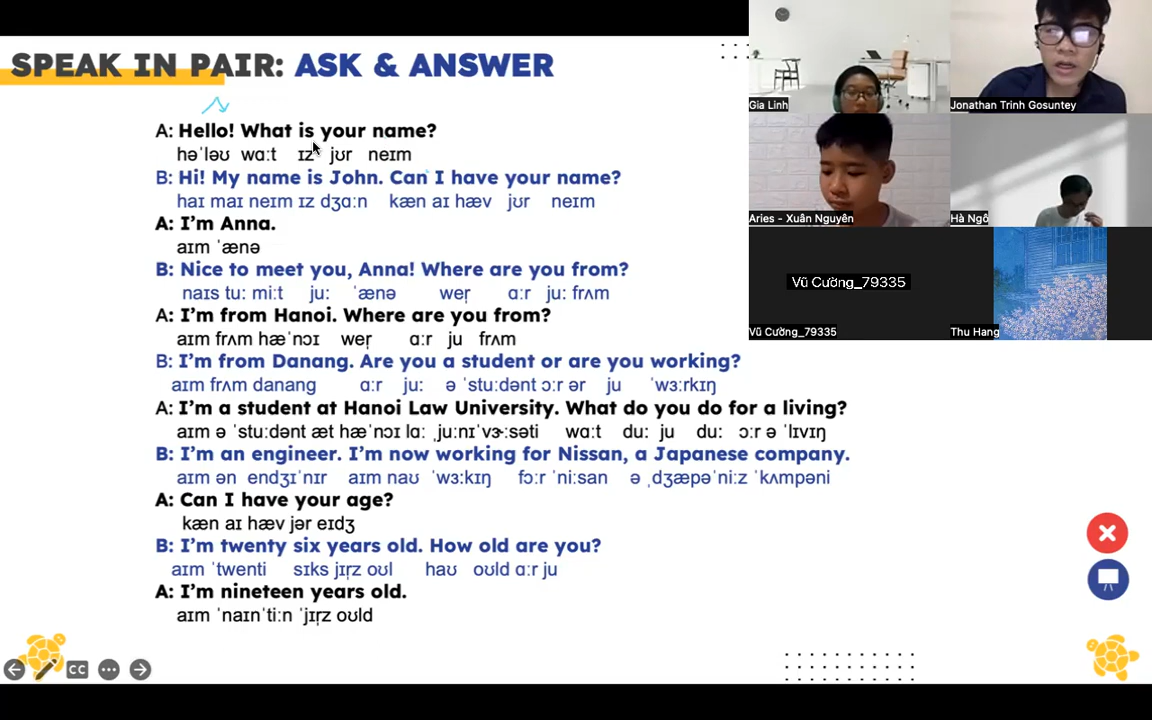 SPEAK IN PAIR: ASK & ANSWER
A: Hello! What is your name?
həˈləʊ wɑːt ɪz jʊr neɪm
B: Hi! My name is John. Can I have your name?
haɪ maɪ neɪm ɪz dʒɑːn kæn aɪ hæv jʊr neɪm
A: I'm Anna.
aɪm ˈænə
B: Nice to meet you, Anna! Where are you from?
naɪs tuː miːt juː ˈænə wer̩ ɑːr juː frʌm
A: I'm from Hanoi. Where are you from?
aɪm frʌm hæˈnɔɪ wer̩ ɑːr ju frʌm
B: I'm from Danang. Are you a student or are you working?
aɪm frʌm danang ɑːr juː ə ˈstuːdənt ɔːr ər ju ˈwɜːrkɪŋ
A: I'm a student at Hanoi Law University. What do you do for a living?
aɪm ə ˈstuːdənt æt hæˈnɔɪ lɑː ˌjuːnɪˈvɝːsəti wɑːt duː ju duː ɔːr ə ˈlɪvɪŋ
B: I'm an engineer. I'm now working for Nissan, a Japanese company.
aɪm ən endʒɪˈnɪr aɪm naʊ ˈwɜːkɪŋ fɔːr ˈniːsan ə ˌdʒæpəˈniːz ˈkʌmpəni
A: Can I have your age?
kæn aɪ hæv jər eɪdʒ
B: I'm twenty six years old. How old are you?
aɪm ˈtwenti sɪks jɪr̩z oʊl haʊ oʊld ɑːr ju
A: I'm nineteen years old.
aɪm ˈnaɪnˈtiːn ˈjɪr̩z oʊld
Gia Linh
Jonathan Trinh Gosuntey
Aries - Xuân Nguyên
Hà Ngô
Vũ Cường_79335
Vũ Cường_79335
Thu Hang
CC